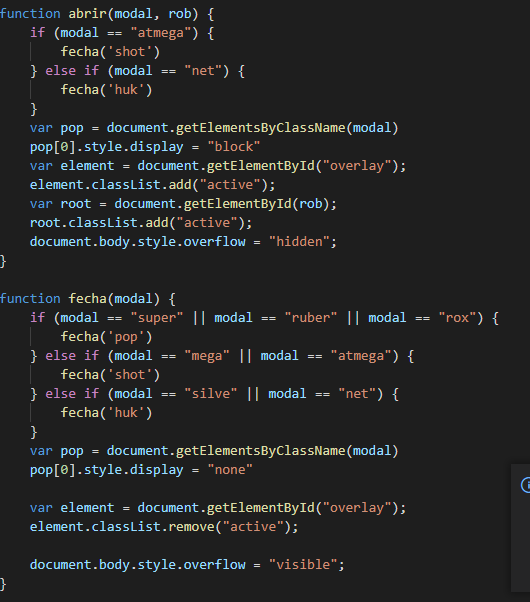 function abrir(modal, rob) {
    if (modal == "atmega") {
        fecha('shot')
    } else if (modal == "net") {
        fecha('huk')
    }
    var pop = document.getElementsByClassName(modal)
    pop[0].style.display = "block"
    var element = document.getElementById("overlay");
    element.classList.add("active");
    var root = document.getElementById(rob);
    root.classList.add("active");
    document.body.style.overflow = "hidden";
}

function fecha(modal) {
    if (modal == "super" || modal == "ruber" || modal == "rox") {
        fecha('pop')
    } else if (modal == "mega" || modal == "atmega") {
        fecha('shot')
    } else if (modal == "silve" || modal == "net") {
        fecha('huk')
    }
    var pop = document.getElementsByClassName(modal)
    pop[0].style.display = "none"

    var element = document.getElementById("overlay");
    element.classList.remove("active");

    document.body.style.overflow = "visible";
}